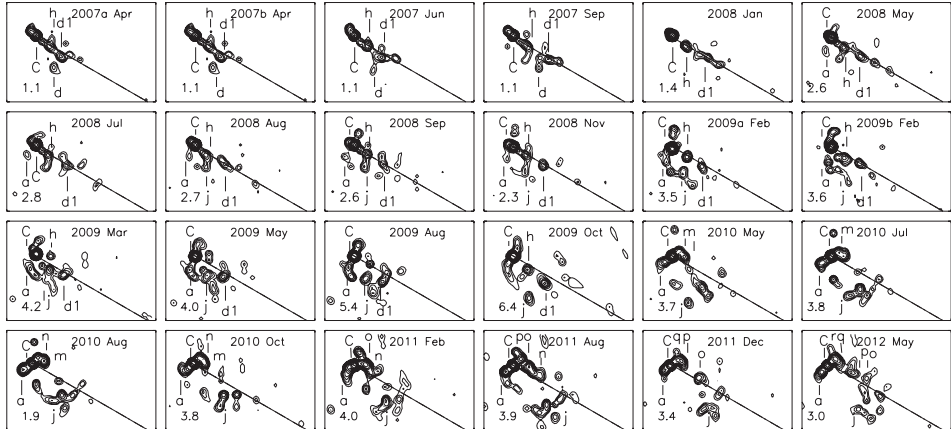 h 2007a Apr
d1
C
1.1 d
h 2007b Apr
d1
C
1.1 d
h 2007 Jun
d1
C
1.1 d
h 2007 Sep
d1
C
1.1 d
C 2008 Jan
1.4 h d1
C 2008 May
a
2.6 h d1
C h 2008 Jul
a C
2.8 d1
C h 2008 Aug
a
2.7 j d1
C h 2008 Sep
a
2.6 j d1
C h 2008 Nov
a
2.3 j d1
C h 2009a Feb
a
3.5 j d1
C h 2009b Feb
a
3.6 j d1
C h 2009 Mar
a
4.2 j d1
C h 2009 May
a
4.0 j d1
C h 2009 Aug
a
5.4 j d1
C h 2009 Oct
a
6.4 j d1
C m 2010 May
a
3.7 j
C m 2010 Jul
a
3.8 j
2010 Aug
C n
m
a
1.9 j
2010 Oct
C n
m
a
3.8 j
2011 Feb
C o
n
a
4.0 j
2011 Aug
C p o
n
a
3.9 j
2011 Dec
C q p
o
a
3.4 j
2012 May
C r q
p o
a
3.0 j